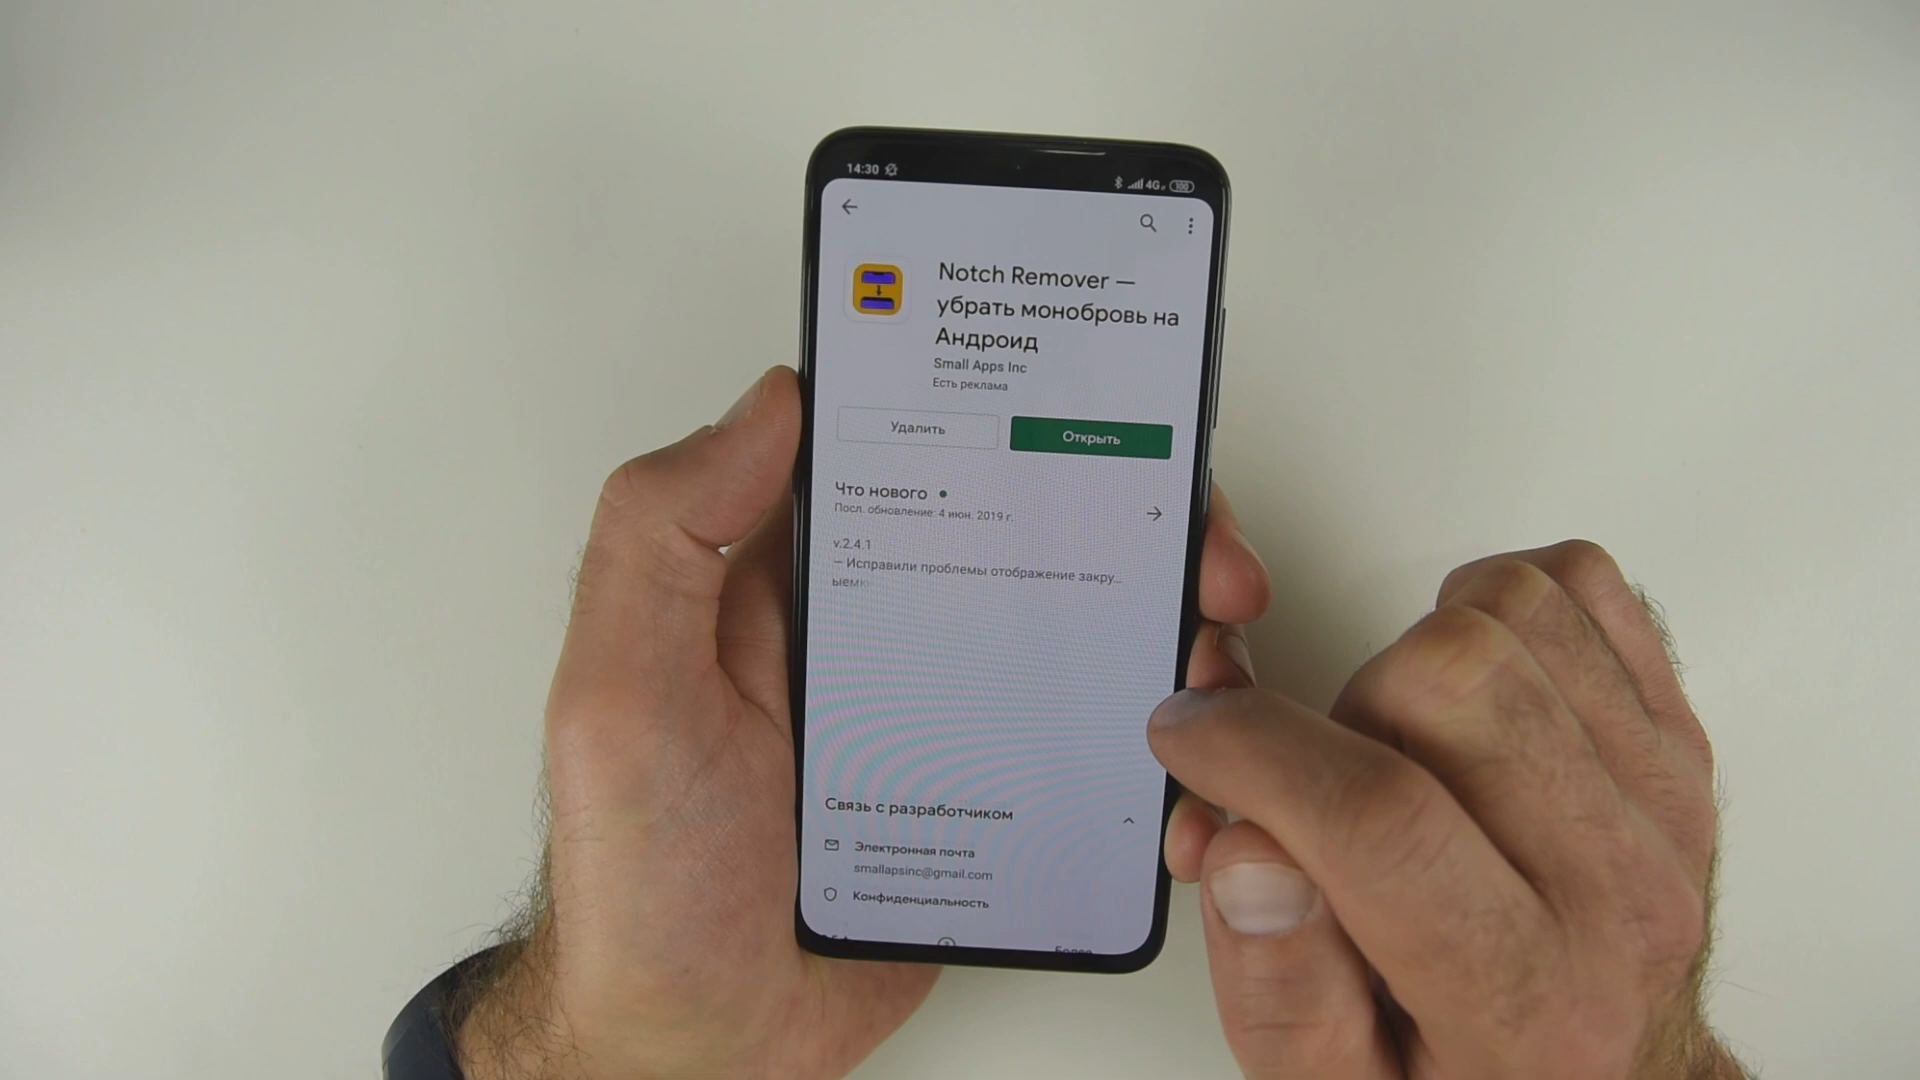 14:30
4G 100
Notch Remover —
убрать монобровь на
Андроид
Small Apps Inc
Есть реклама
Удалить
Открыть
Что нового
Посл. обновление: 4 июн. 2019 г.
v.2.4.1
— Исправили проблемы отображение закру...
ыемк
Связь с разработчиком
Электронная почта
smallapsinc@gmail.com
Конфиденциальность